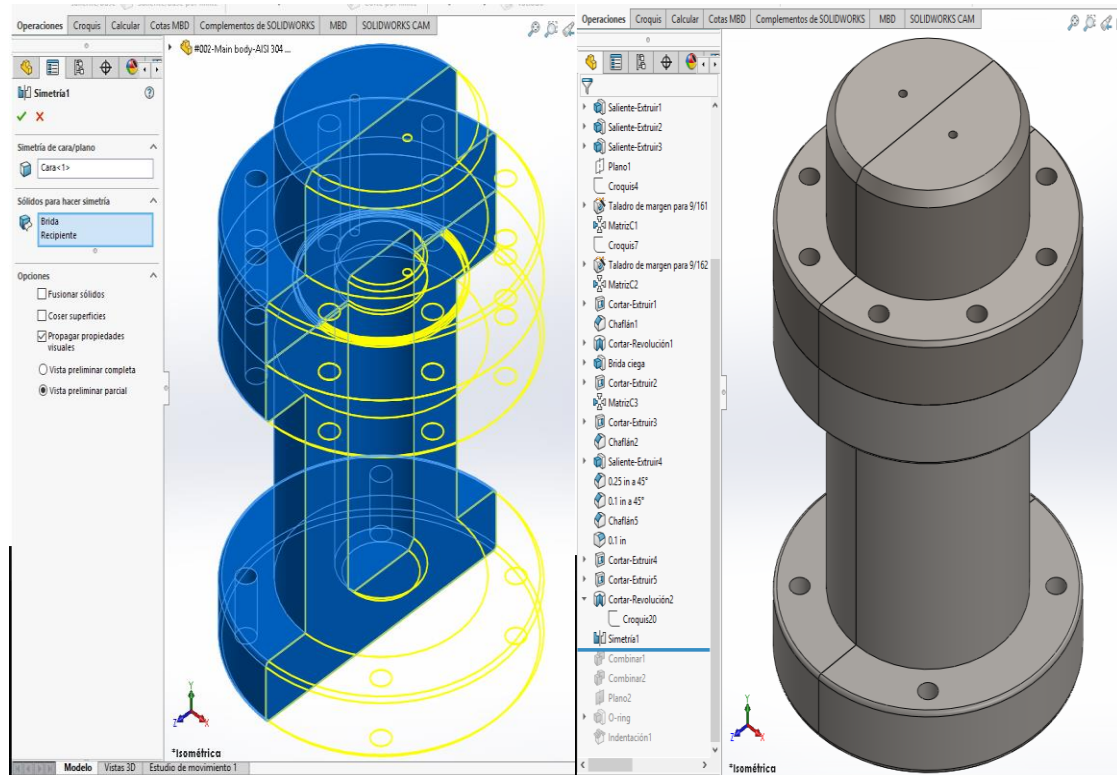 Operaciones Croquis Calcular Cotas MBD Complementos de SOLIDWORKS MBD SOLIDWORKS CAM
#002-Main body-AISI 304 ...
Simetría1
Simetría de cara/plano
Cara<1>
Sólidos para hacer simetría
Brida
Recipiente
Opciones
Fusionar sólidos
Coser superficies
Propagar propiedades
visuales
Vista preliminar completa
Vista preliminar parcial
Y
Z
X
*Isométrica
Modelo Vistas 3D Estudio de movimiento 1
Operaciones Croquis Calcular Cotas MBD Complementos de SOLIDWORKS MBD SOLIDWORKS CAM
Saliente-Extruir1
Saliente-Extruir2
Saliente-Extruir3
Plano1
Croquis4
Taladro de margen para 9/161
MatrizC1
Croquis7
Taladro de margen para 9/162
MatrizC2
Cortar-Extruir1
Chaflán1
Cortar-Revolución1
Brida ciega
Cortar-Extruir2
MatrizC3
Cortar-Extruir3
Chaflán2
Saliente-Extruir4
0.25 in a 45°
0.1 in a 45°
Chaflán5
0.1 in
Cortar-Extruir4
Cortar-Extruir5
Cortar-Revolución2
Croquis20
Simetría1
Combinar1
Combinar2
Plano2
O-ring
Indentación1
Y
Z
X
*Isométrica